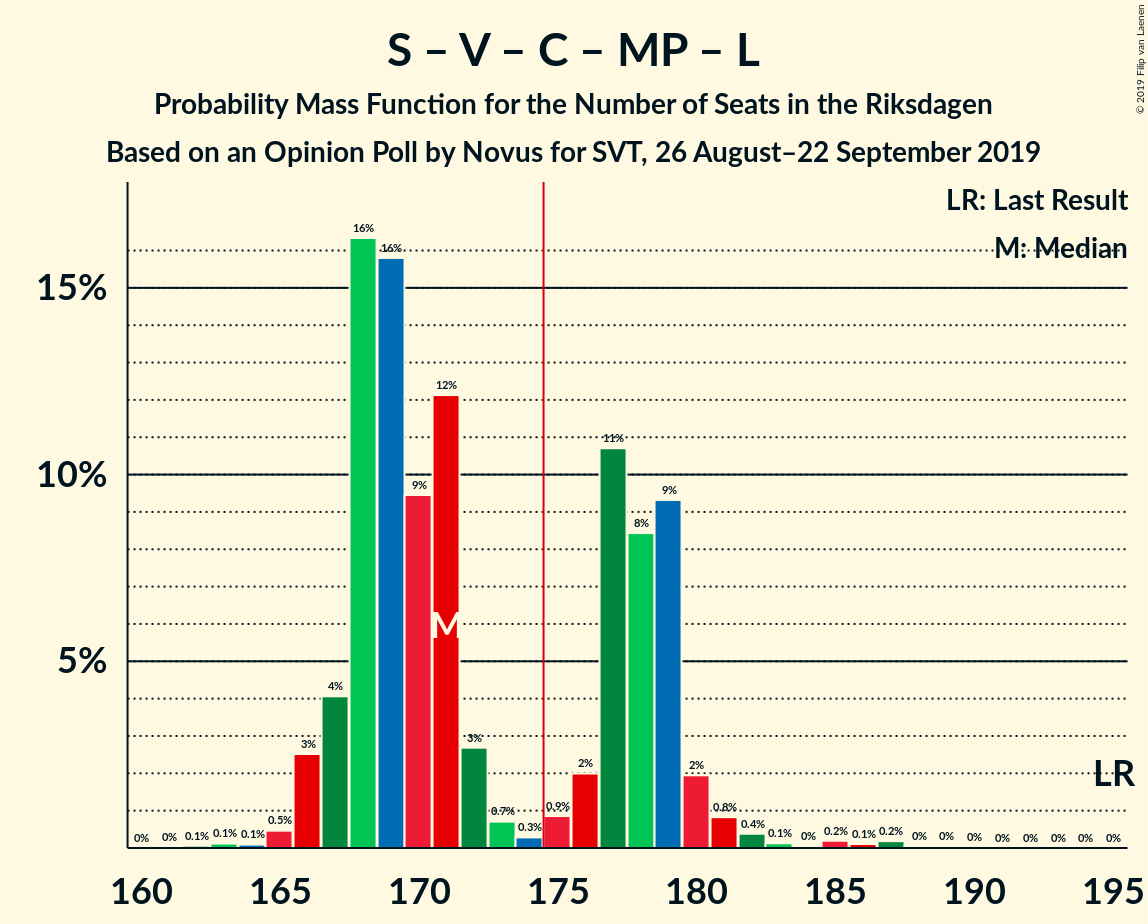 S – V – C – MP – L
Probability Mass Function for the Number of Seats in the Riksdagen
Based on an Opinion Poll by Novus for SVT, 26 August–22 September 2019
© 2019 Filip van Laenen
LR: Last Result
M: Median
15%
10%
5%
0% 0% 0.1% 0.1% 0.1% 0.5% 3% 4% 16% 16% 9% 12% 3% 0.7% 0.3% 0.9% 2% 11% 8% 9% 2% 0.8% 0.4% 0.1% 0% 0.2% 0.1% 0.2% 0% 0% 0% 0% 0% 0% 0% 0%
M
LR
160 165 170 175 180 185 190 195